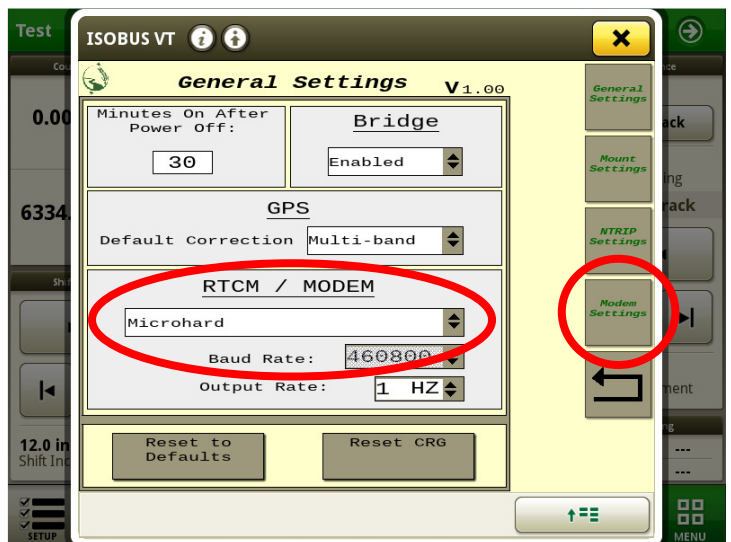 Test
ISOBUS VT
General Settings V1.00
Minutes On After
Power Off:
30
Bridge
Enabled
GPS
Default Correction Multi-band
RTCM / MODEM
Microhard
Baud Rate: 460800
Output Rate: 1 HZ
Reset to
Defaults
Reset CRG
General
Settings
Mount
Settings
NTRIP
Settings
Modem
Settings
0.00
6334.
12.0 in
Shift Inc
SETUP
ack
ing
rack
ment
---
---
MENU